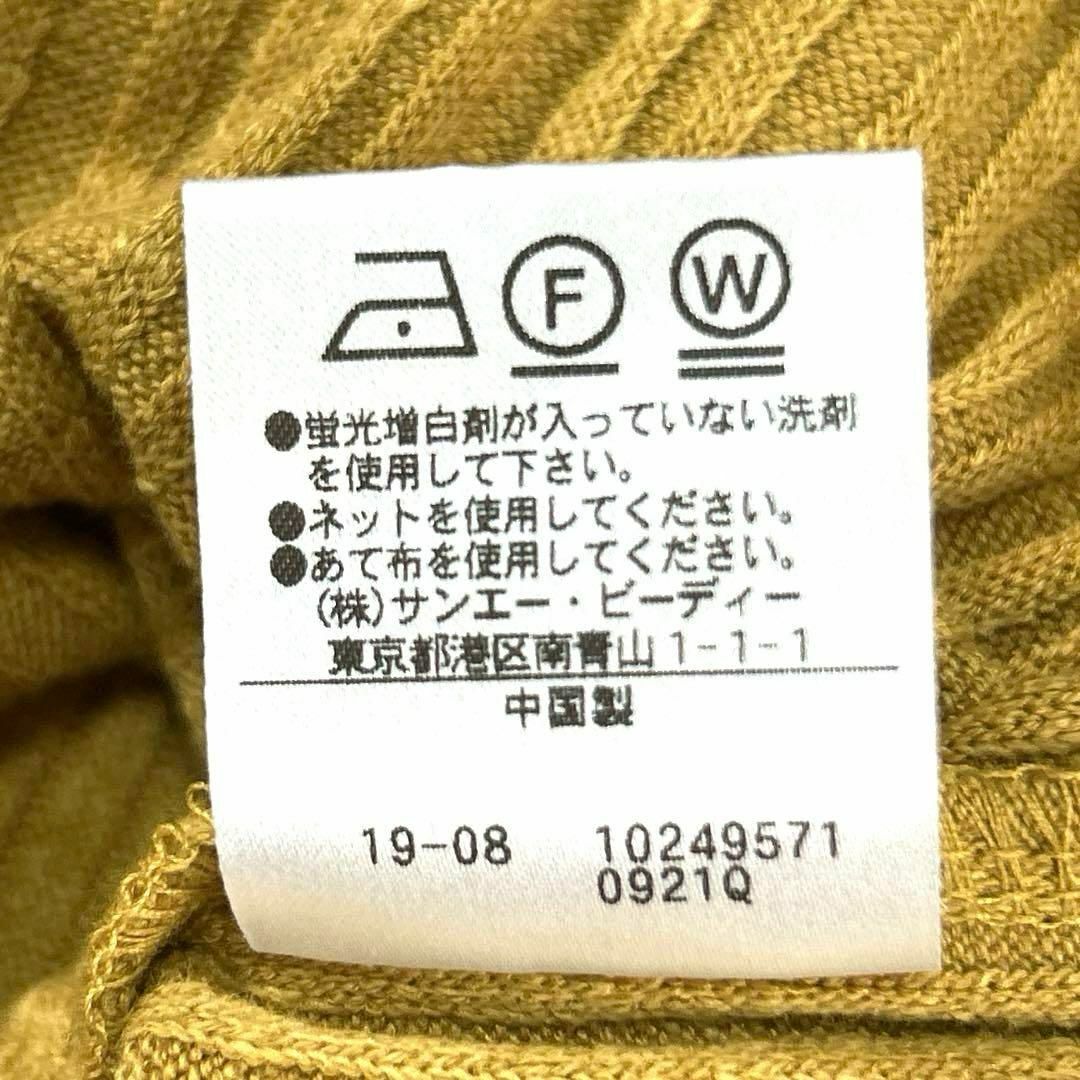 F W
●蛍光増白剤が入っていない洗剤
を使用して下さい。
●ネットを使用してください。
●あて布を使用してください。
(株)サンエー・ビーディー
東京都港区南青山1-1-1
中国製
19-08 10249571
0921Q